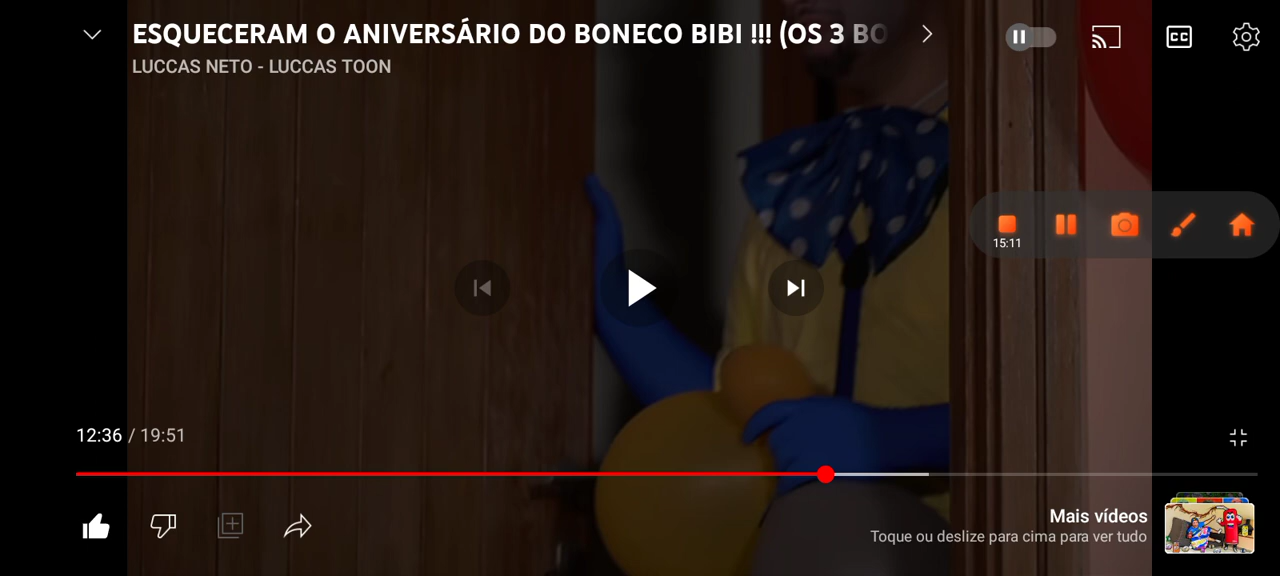 ESQUECERAM O ANIVERSÁRIO DO BONECO BIBI !!! (OS 3 BO
LUCCAS NETO - LUCCAS TOON
CC
15:11
12:36 / 19:51
Mais vídeos
Toque ou deslize para cima para ver tudo